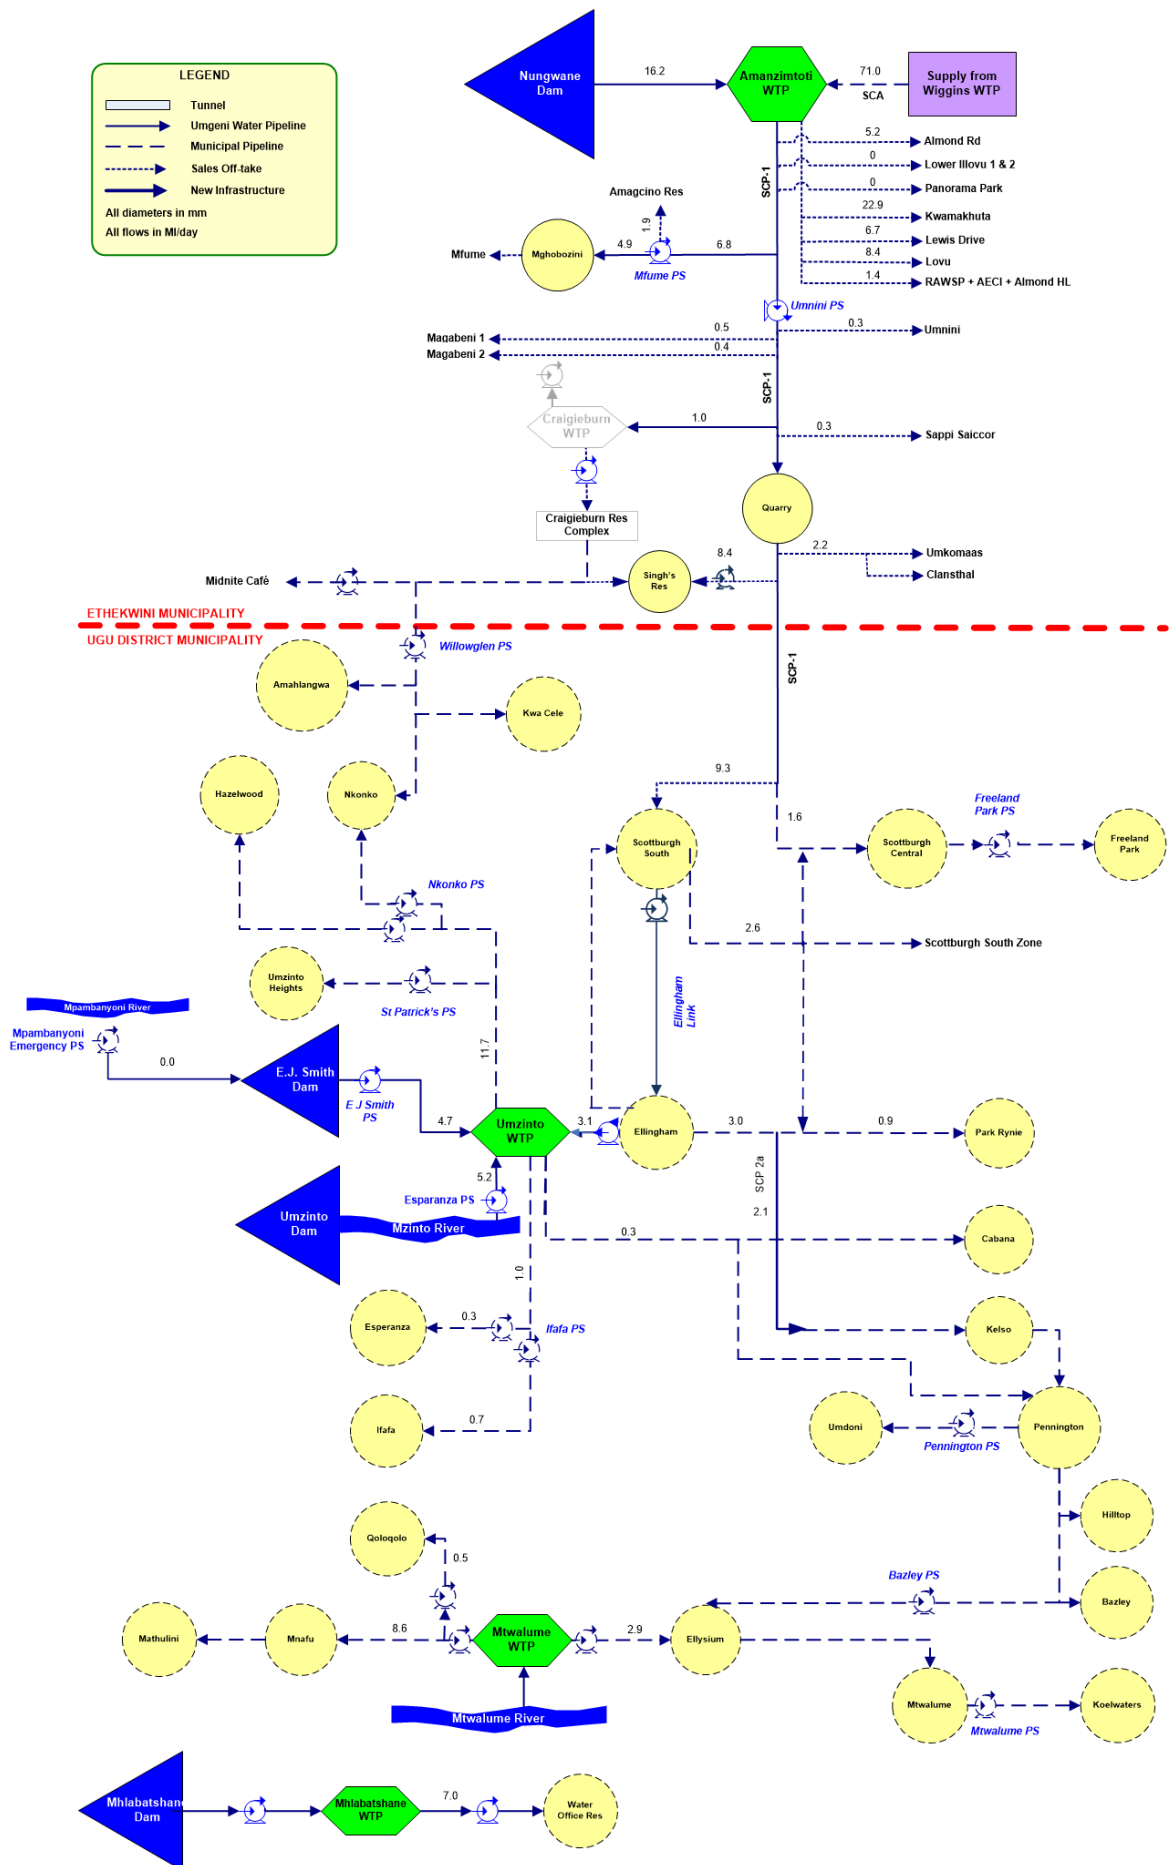 LEGEND
Tunnel
Umgeni Water Pipeline
Municipal Pipeline
Sales Off-take
New Infrastructure
All diameters in mm
All flows in Ml/day
Nungwane
Dam
16.2
Amanzimtoti
WTP
71.0
SCA
Supply from
Wiggins WTP
5.2
Almond Rd
0
Lower Illovu 1 & 2
0
Panorama Park
SCP-1
22.9
Kwamakhuta
6.7
Lewis Drive
8.4
Lovu
1.4
RAWSP + AECI + Almond HL
Amagcino Res
1.9
Mfume
Mghobozini
4.9
6.8
Mfume PS
Umnini PS
0.3
Umnini
Magabeni 1
0.5
Magabeni 2
0.4
SCP-1
Craigieburn
WTP
1.0
0.3
Sappi Saiccor
Quarry
Craigieburn Res
Complex
2.2
Umkomaas
Clansthal
Midnite Café
Singh's
Res
8.4
ETHEKWINI MUNICIPALITY
UGU DISTRICT MUNICIPALITY
Willowglen PS
SCP-1
Amahlangwa
Kwa Cele
Hazelwood
Nkonko
9.3
1.6
Scottburgh
South
Scottburgh
Central
Freeland
Park PS
Freeland
Park
Nkonko PS
2.6
Scottburgh South Zone
Umzinto
Heights
St Patrick's PS
Ellingham
Link
Mpambanyoni River
Mpambanyoni
Emergency PS
0.0
E.J. Smith
Dam
E J Smith
PS
11.7
4.7
Umzinto
WTP
3.1
Ellingham
3.0
0.9
Park Rynie
SCP 2a
2.1
5.2
Esparanza PS
Umzinto
Dam
Mzinto River
0.3
Cabana
1.0
Esperanza
0.3
Ifafa PS
Kelso
Ifafa
0.7
Umdoni
Pennington PS
Pennington
Hilltop
Qoloqolo
0.5
Bazley PS
Bazley
Mathulini
Mnafu
8.6
Mtwalume
WTP
2.9
Ellysium
Mtwalume River
Mtwalume
Mtwalume PS
Koelwaters
Mhlabatshane
Dam
Mhlabatshane
WTP
7.0
Water
Office Res